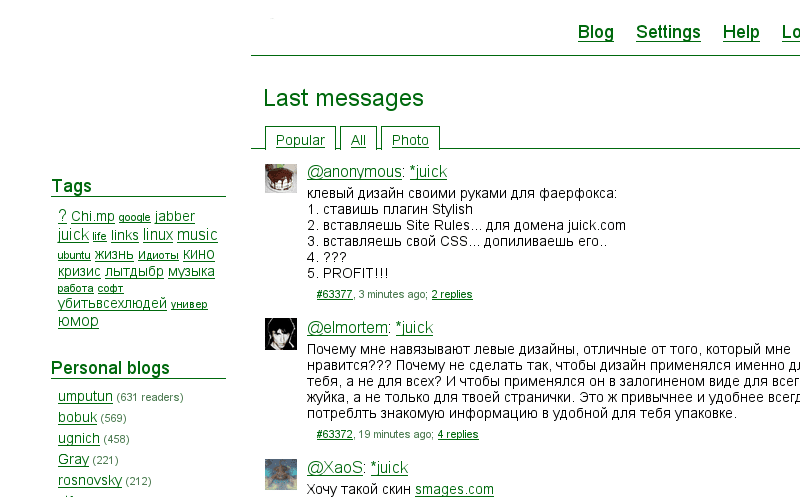 Blog Settings Help Lo
Last messages
Popular All Photo
Tags
? Chi.mp google jabber
juick life links linux music
ubuntu жизнь Идиоты КИНО
кризис лытдыбр музыка
работа софт
убитьвсехлюдей универ
юмор
Personal blogs
umputun (631 readers)
bobuk (569)
ugnich (458)
Gray (221)
rosnovsky (212)
@anonymous: *juick
клевый дизайн своими руками для фаерфокса:
1. ставишь плагин Stylish
2. вставляешь Site Rules... для домена juick.com
3. вставляешь свой CSS... допиливаешь его..
4. ???
5. PROFIT!!!
#63377, 3 minutes ago; 2 replies
@elmortem: *juick
Почему мне навязывают левые дизайны, отличные от того, который мне
нравится??? Почему не сделать так, чтобы дизайн применялся именно дл
тебя, а не для всех? И чтобы применялся он в залогиненом виде для всег
жуйка, а не только для твоей странички. Это ж привычнее и удобнее всегд
потреблть знакомую информацию в удобной для тебя упаковке.
#63372, 19 minutes ago; 4 replies
@XaoS: *juick
Хочу такой скин smages.com